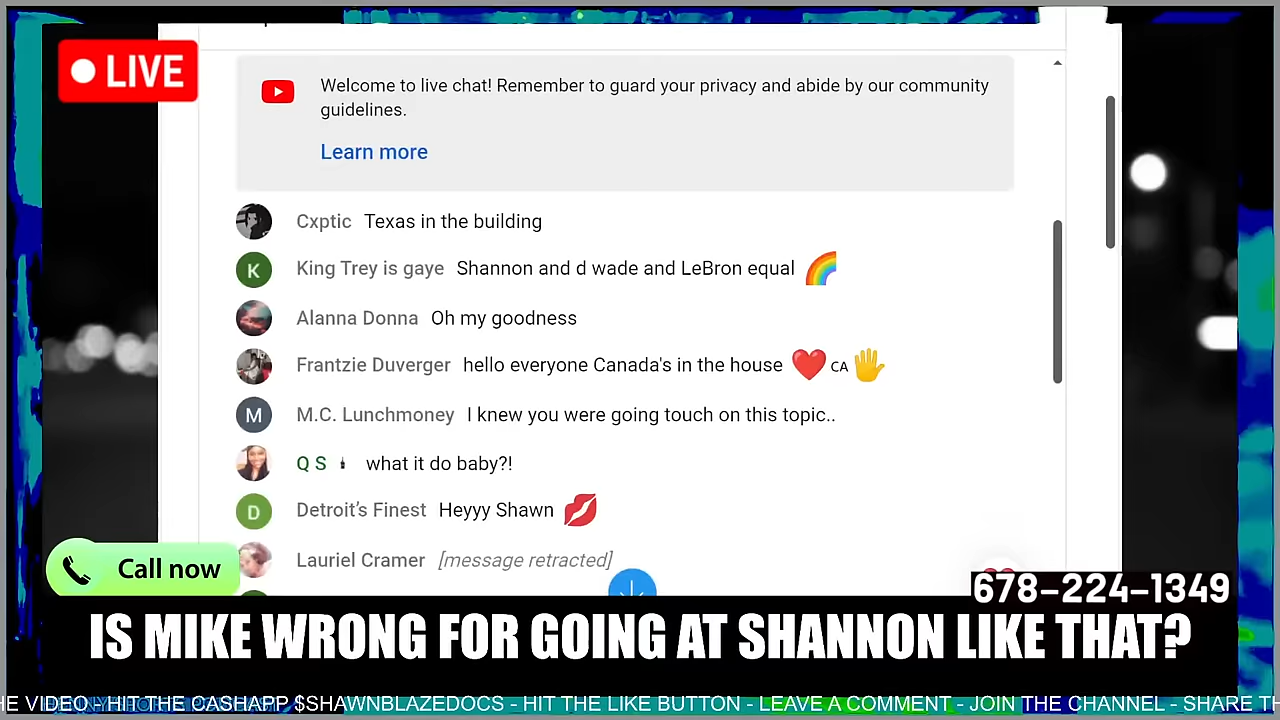 LIVE
Welcome to live chat! Remember to guard your privacy and abide by our community
guidelines.
Learn more
Cxptic Texas in the building
K King Trey is gaye Shannon and d wade and LeBron equal 🌈
Alanna Donna Oh my goodness
Frantzie Duverger hello everyone Canada's in the house ❤️ CA 🖐
M M.C. Lunchmoney I knew you were going touch on this topic..
Q S what it do baby?!
D Detroit’s Finest Heyyy Shawn 💋
Lauriel Cramer [message retracted]
Call now
678-224-1349
IS MIKE WRONG FOR GOING AT SHANNON LIKE THAT?
HE VIDEO - HIT THE CASHAPP $SHAWNBLAZEDOCS - HIT THE LIKE BUTTON - LEAVE A COMMENT - JOIN THE CHANNEL - SHARE T